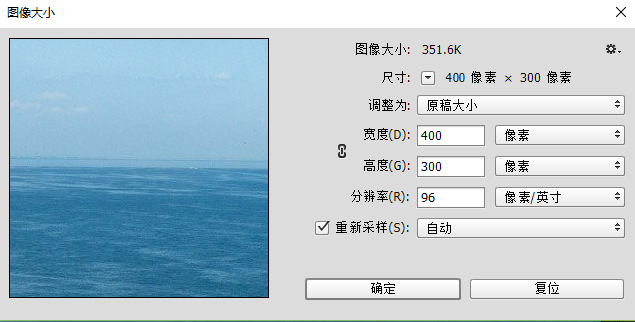 图像大小
图像大小: 351.6K
尺寸: 400 像素 × 300 像素
调整为: 原稿大小
宽度(D): 400 像素
高度(G): 300 像素
分辨率(R): 96 像素/英寸
重新采样(S): 自动
确定 复位